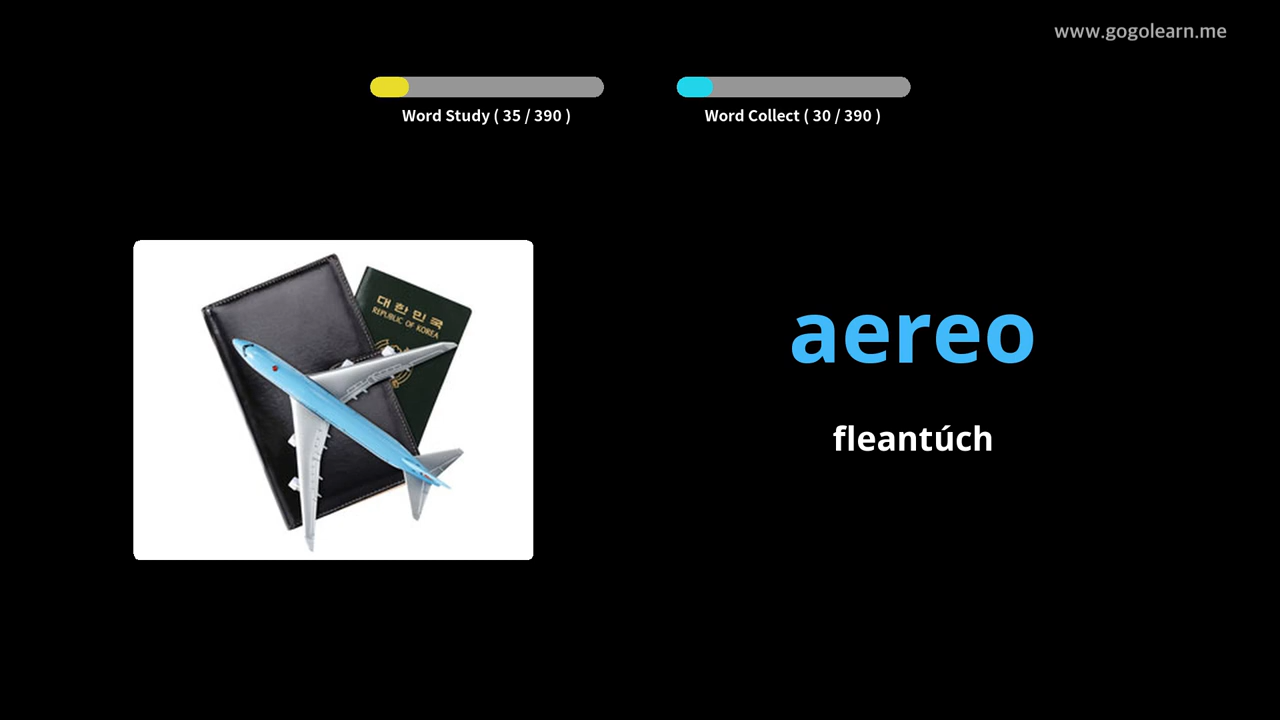 www.gogolearn.me
Word Study ( 35 / 390 )
Word Collect ( 30 / 390 )
대한민국
REPUBLIC OF KOREA
aereo
fleantúch